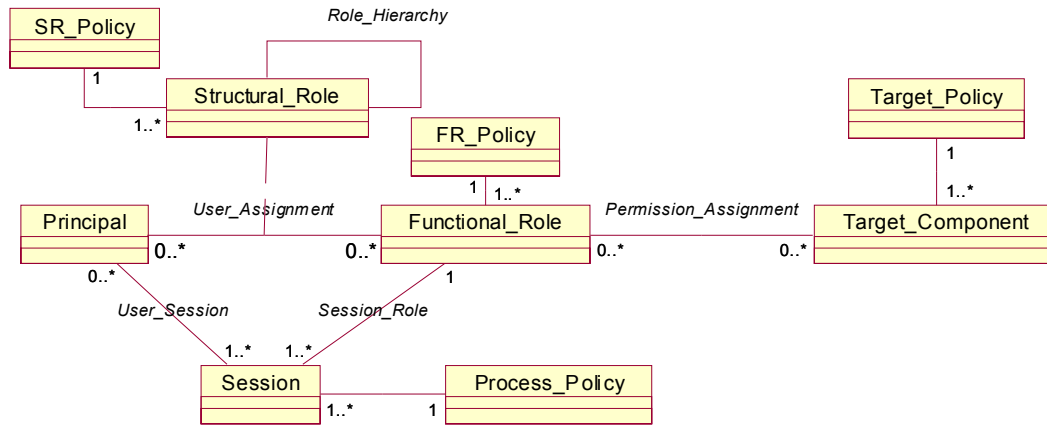 Role_Hierarchy
SR_Policy
1
Structural_Role
1..*
Target_Policy
1
FR_Policy
1
1..*
1..*
User_Assignment
Permission_Assignment
Principal
Functional_Role
Target_Component
0..*
0..*
0..*
0..*
0..*
1
User_Session
Session_Role
1..*
1..*
Session
Process_Policy
1..*
1